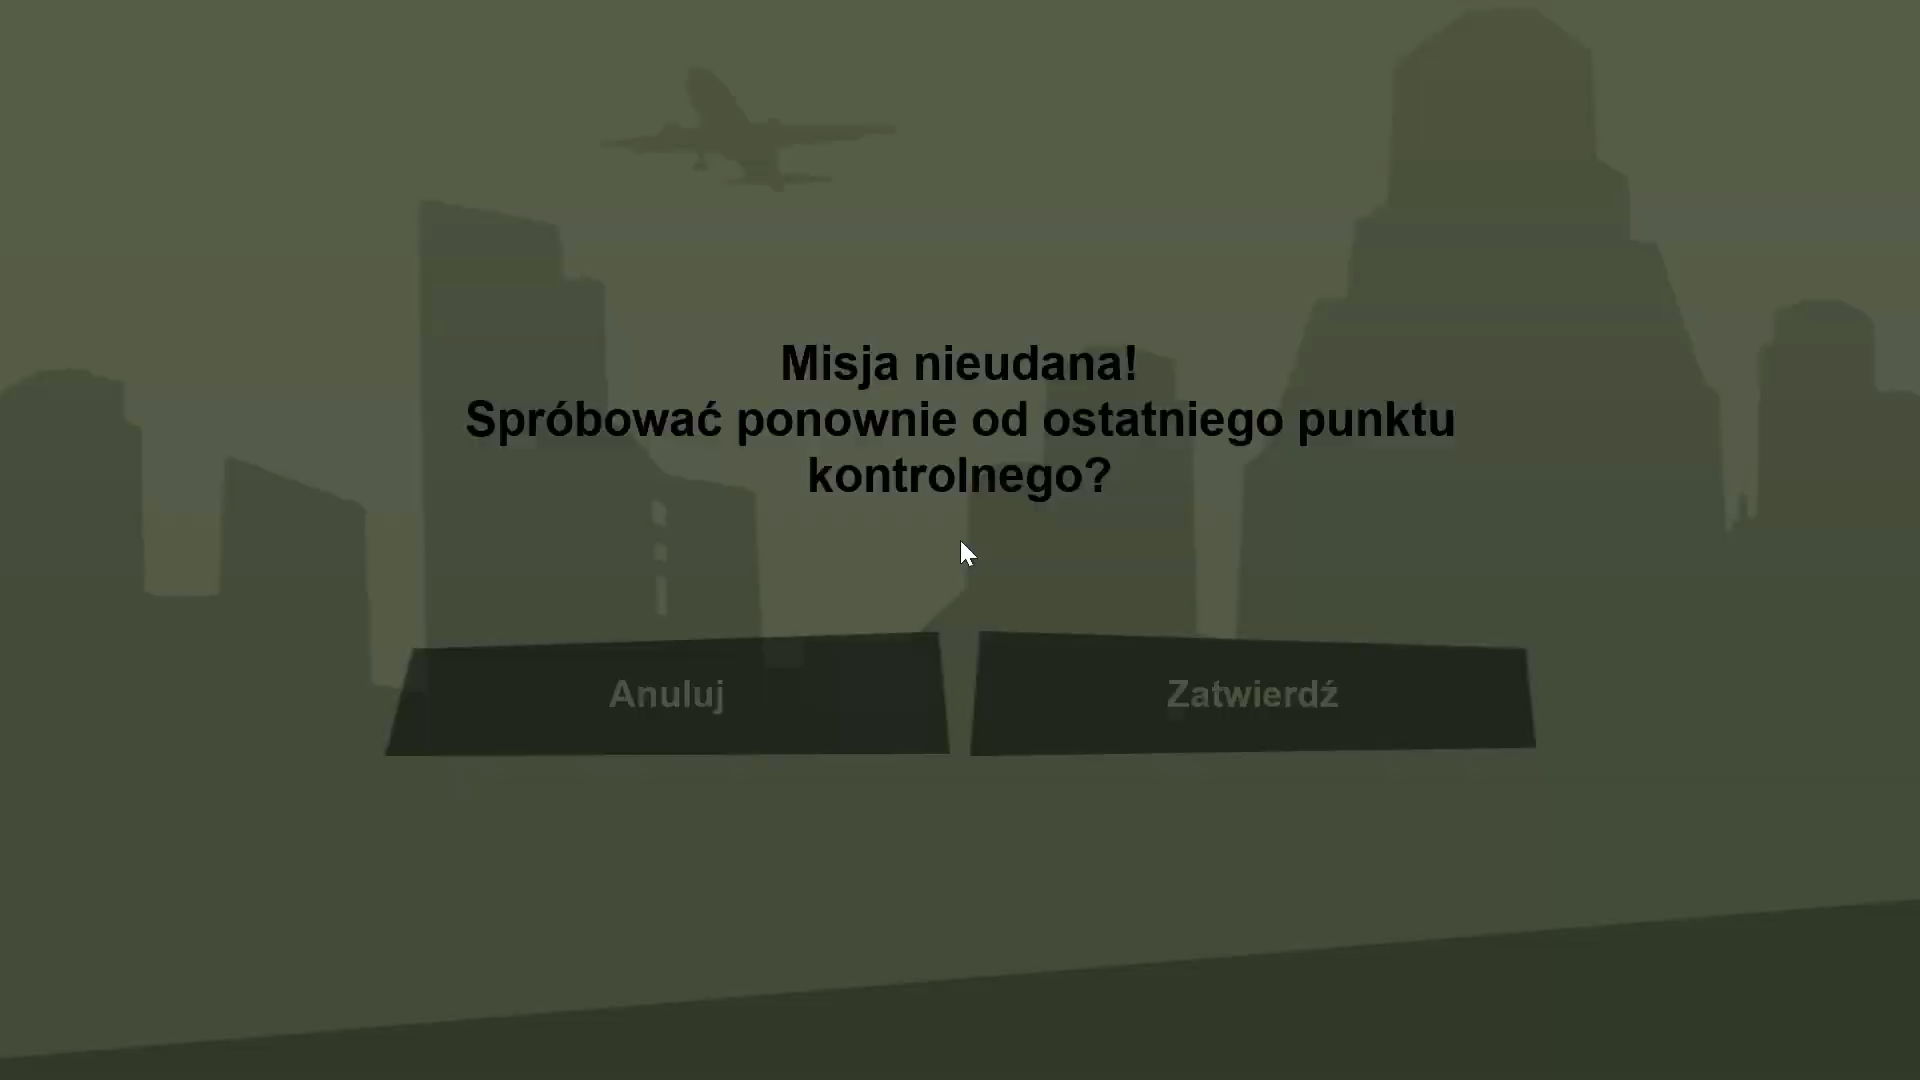 Misja nieudana!
Spróbować ponownie od ostatniego punktu
kontrolnego?
Anuluj
Zatwierdź